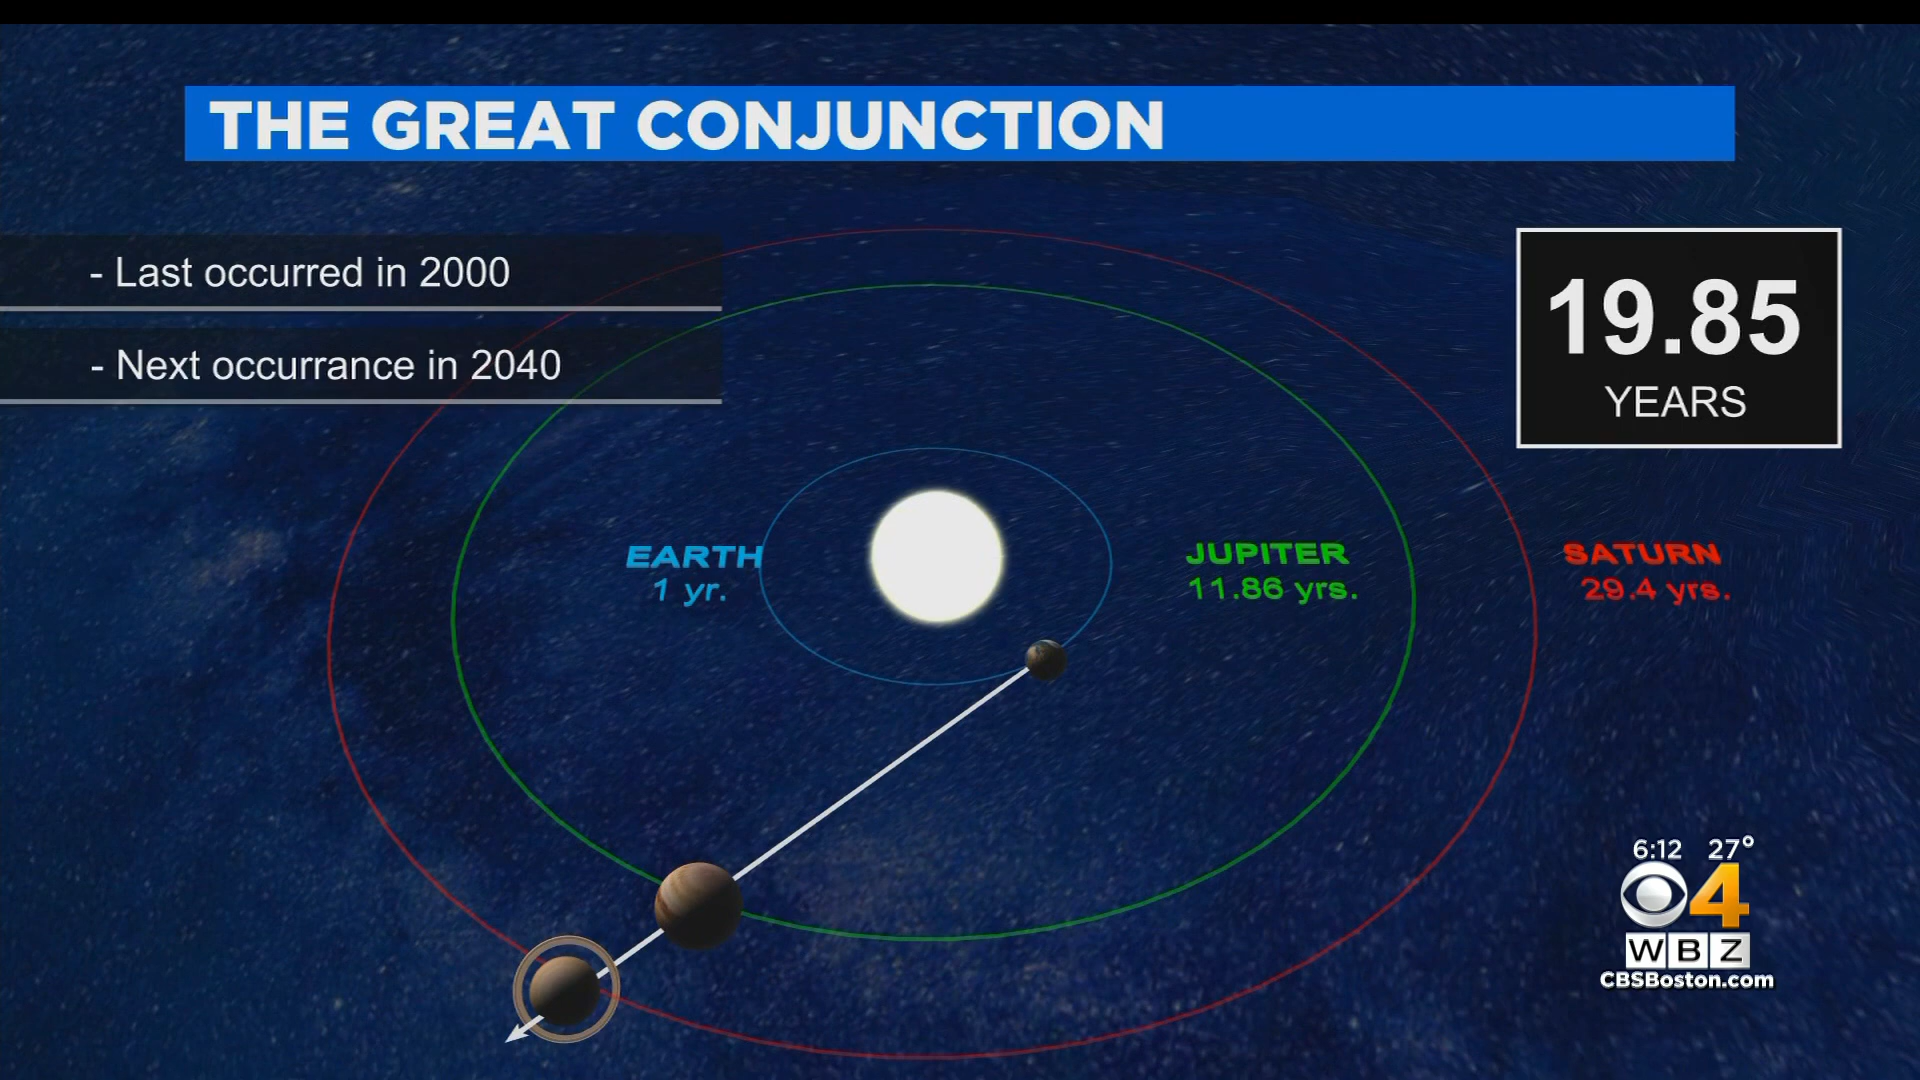 THE GREAT CONJUNCTION
- Last occurred in 2000
- Next occurrance in 2040
19.85
YEARS
EARTH
1 yr.
JUPITER
11.86 yrs.
SATURN
29.4 yrs.
6:12 27°
4
WBZ
CBSBoston.com